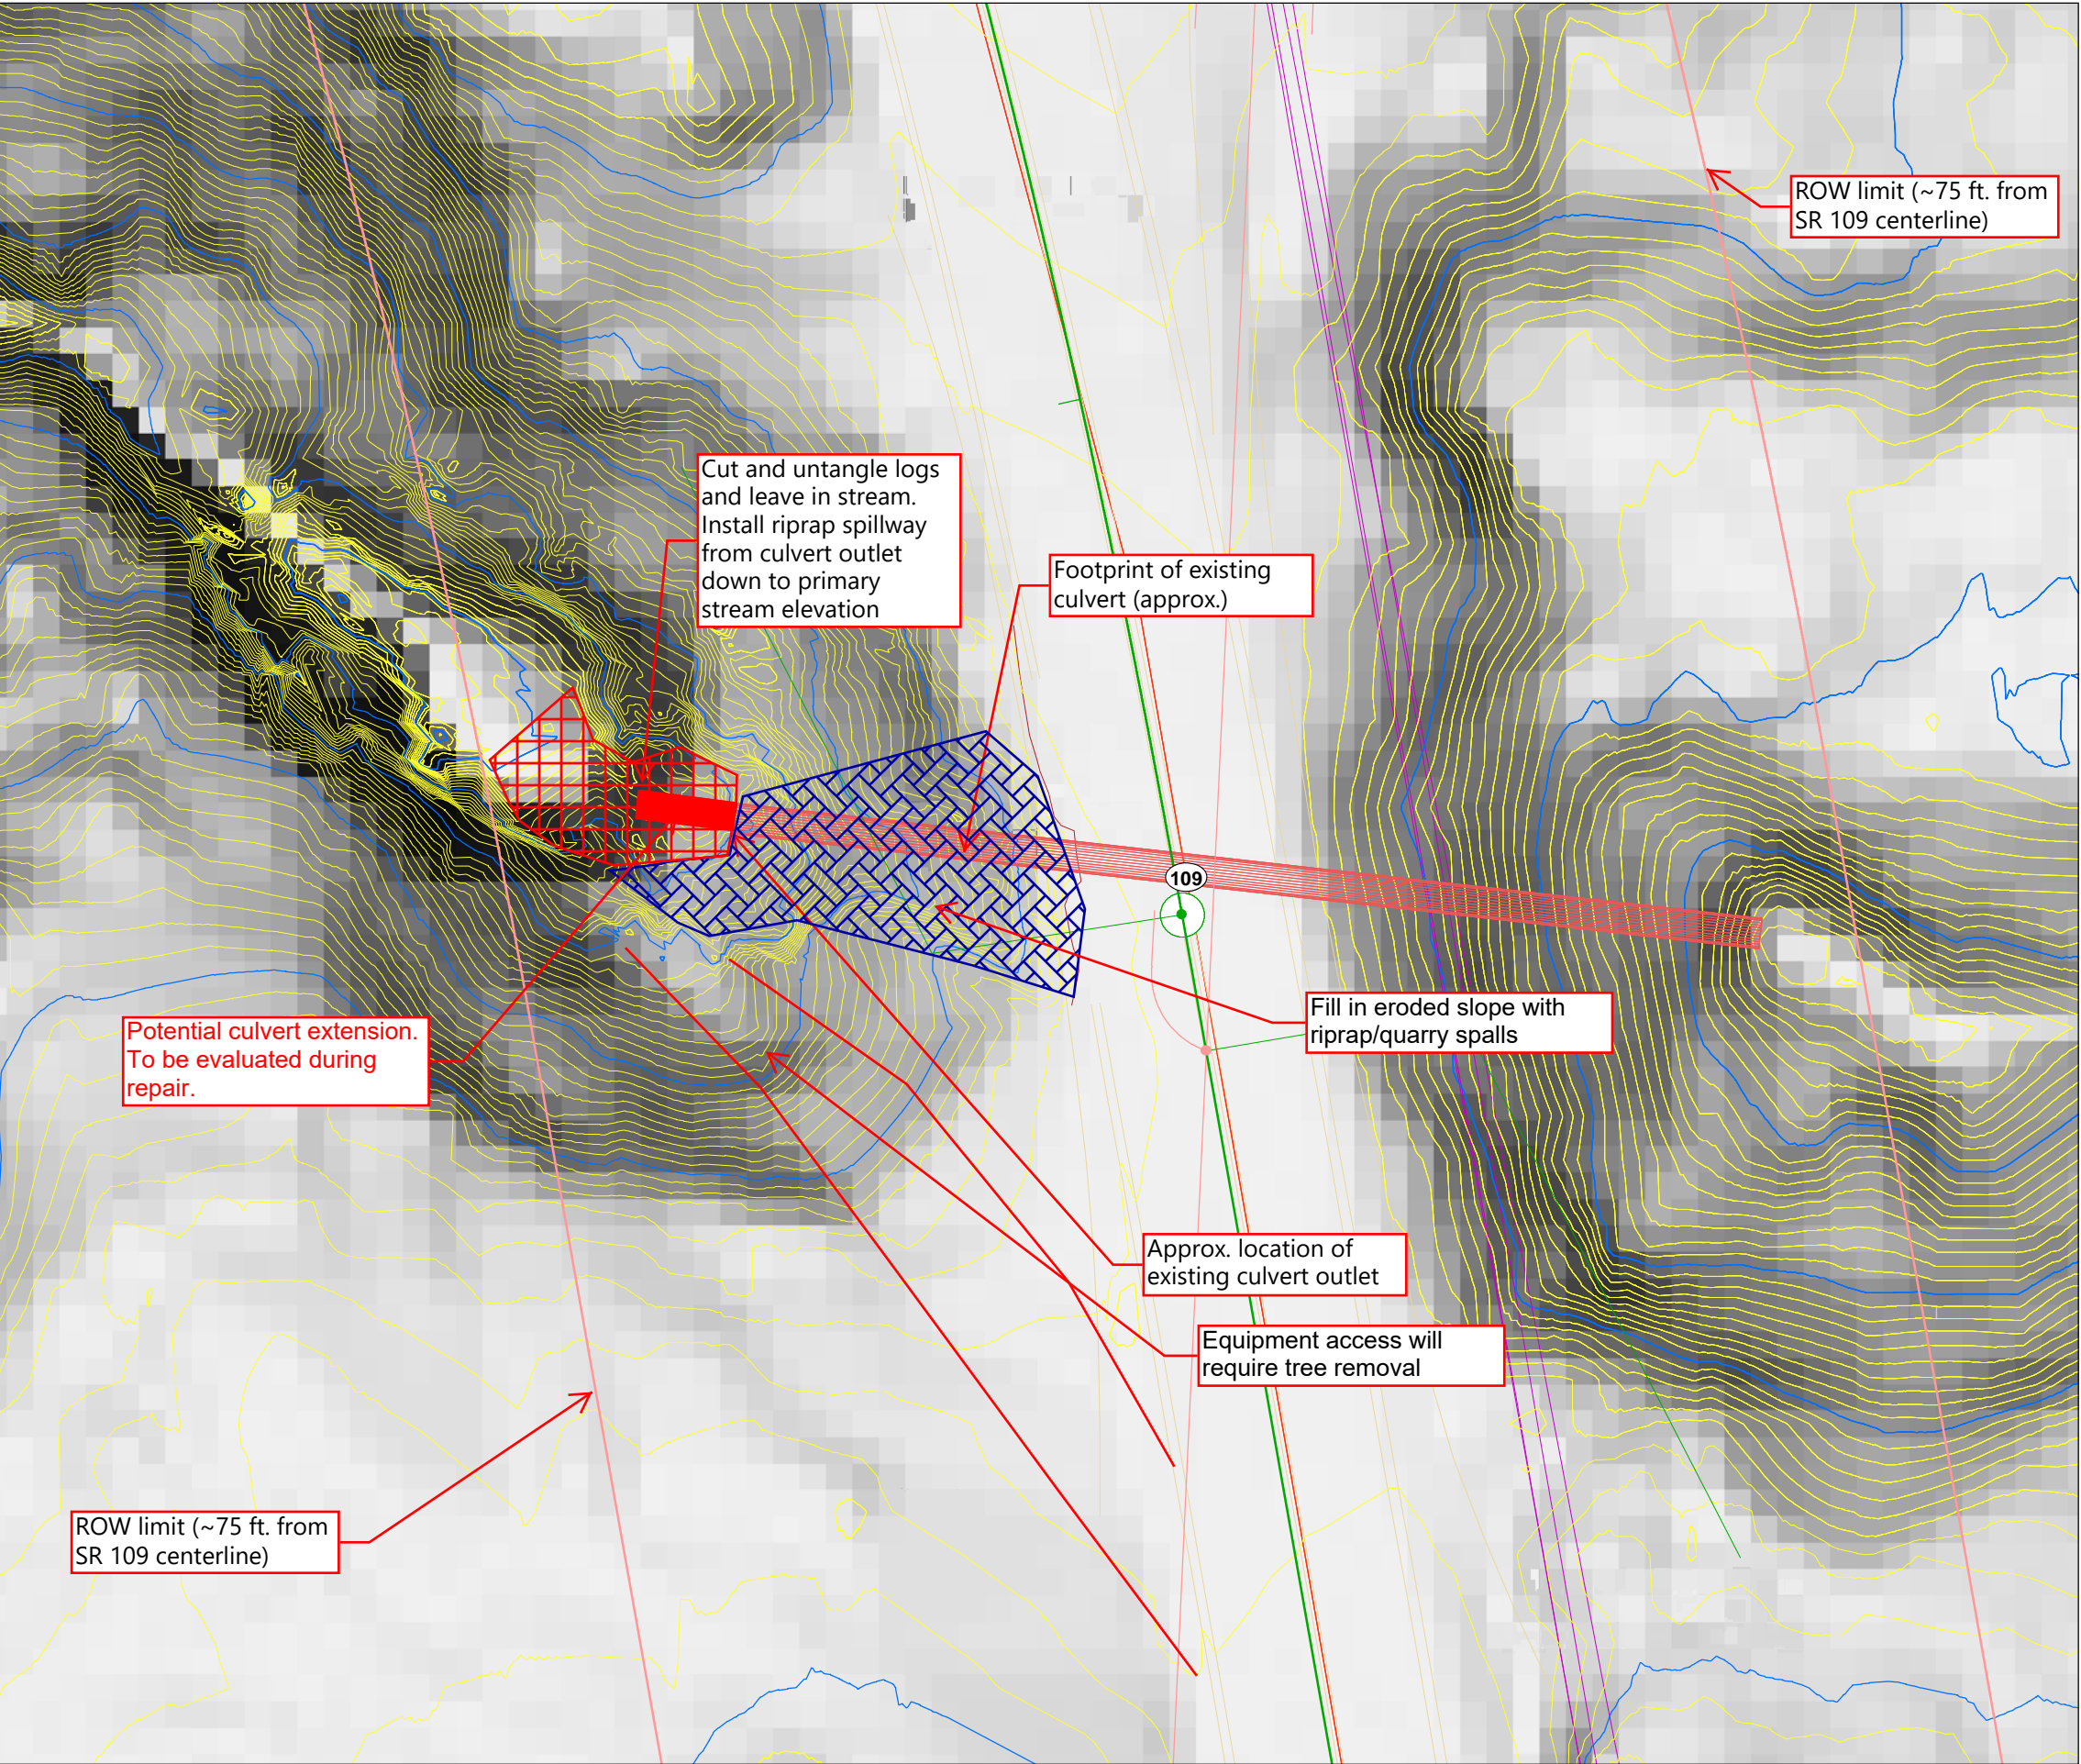 ROW limit (~75 ft. from
SR 109 centerline)
Cut and untangle logs
and leave in stream.
Install riprap spillway
from culvert outlet
down to primary
stream elevation
Footprint of existing
culvert (approx.)
109
Fill in eroded slope with
riprap/quarry spalls
Potential culvert extension.
To be evaluated during
repair.
Approx. location of
existing culvert outlet
Equipment access will
require tree removal
ROW limit (~75 ft. from
SR 109 centerline)